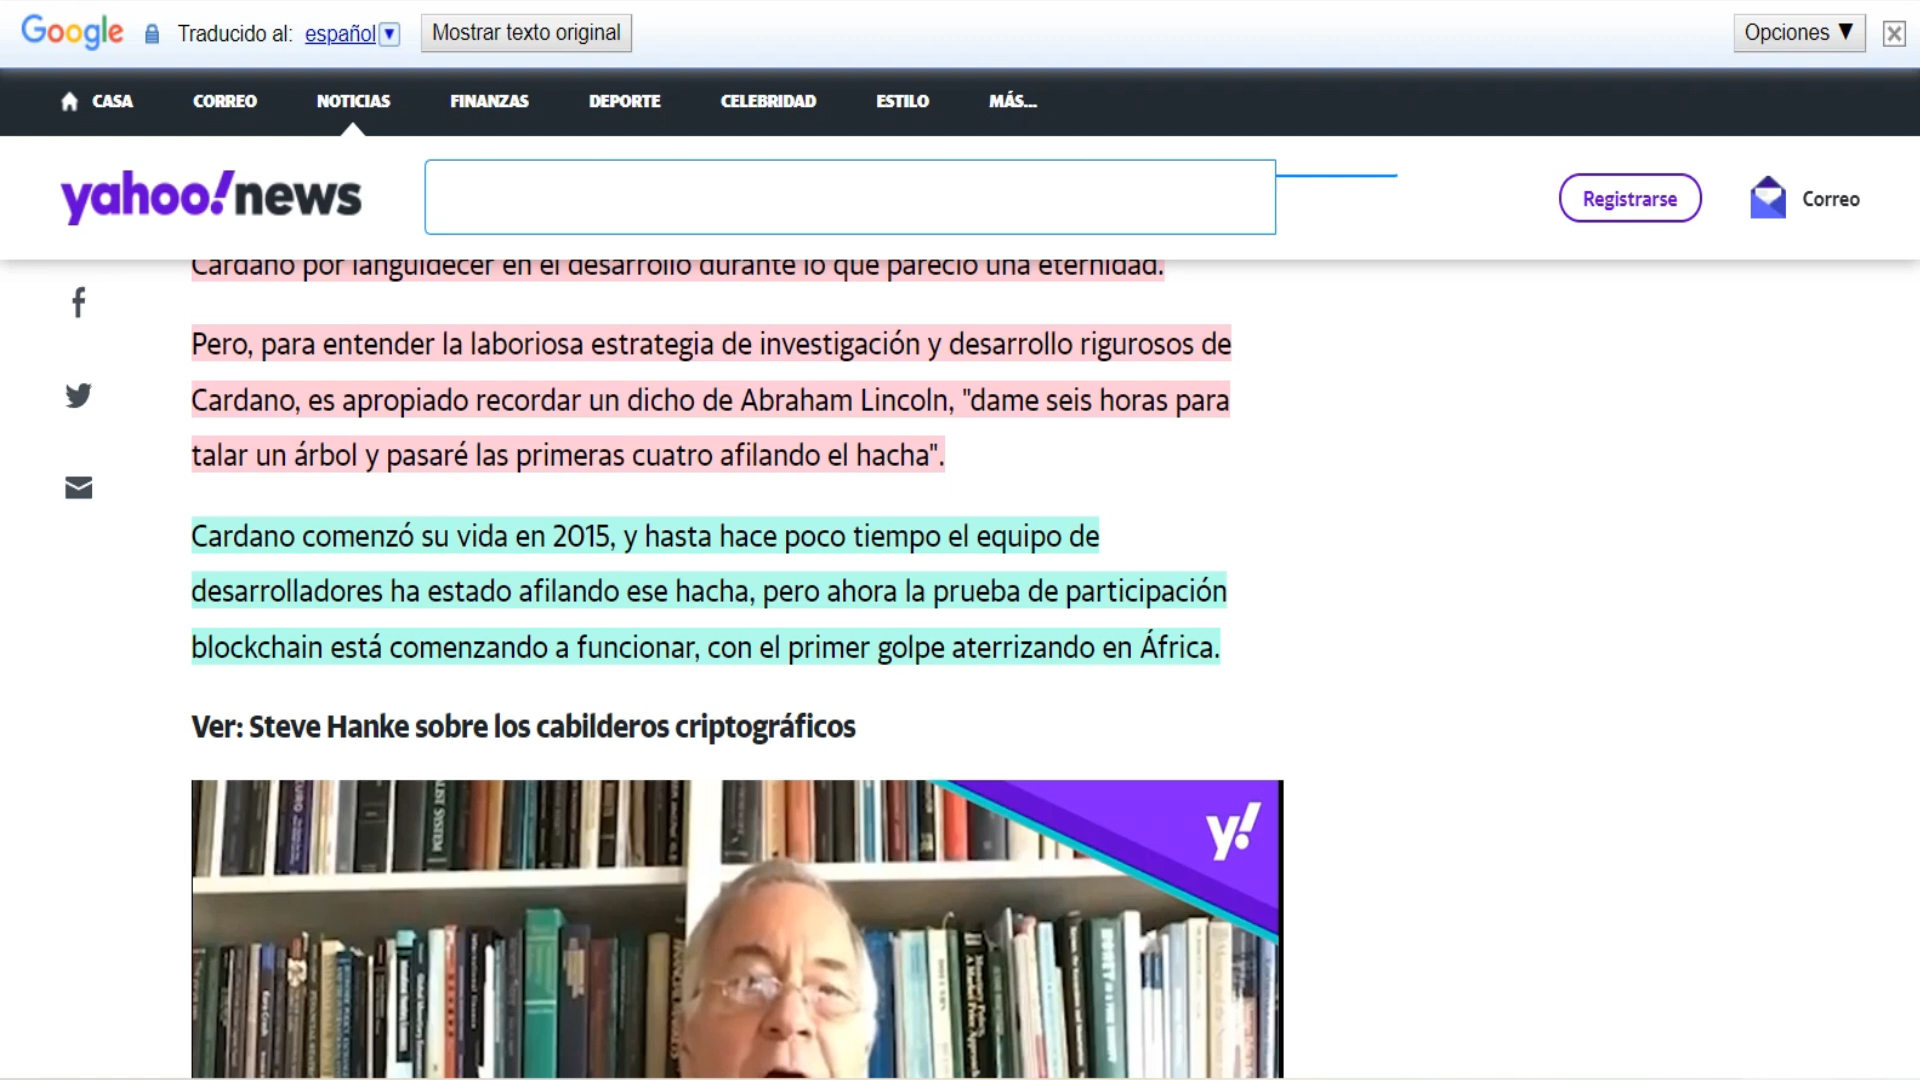 Google Traducido al: español Mostrar texto original Opciones ▼
CASA CORREO NOTICIAS FINANZAS DEPORTE CELEBRIDAD ESTILO MÁS...
yahoo!news Registrarse Correo
Cardano por languidecer en el desarrollo durante lo que pareció una eternidad.
Pero, para entender la laboriosa estrategia de investigación y desarrollo rigurosos de
Cardano, es apropiado recordar un dicho de Abraham Lincoln, "dame seis horas para
talar un árbol y pasaré las primeras cuatro afilando el hacha".
Cardano comenzó su vida en 2015, y hasta hace poco tiempo el equipo de
desarrolladores ha estado afilando ese hacha, pero ahora la prueba de participación
blockchain está comenzando a funcionar, con el primer golpe aterrizando en África.
Ver: Steve Hanke sobre los cabilderos criptográficos
y!